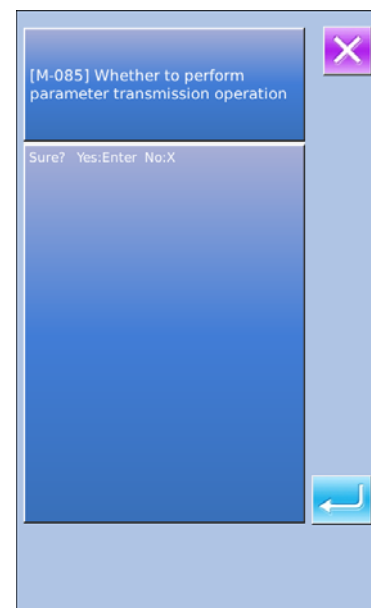 [M-085] Whether to perform
parameter transmission operation
Sure? Yes:Enter No:X